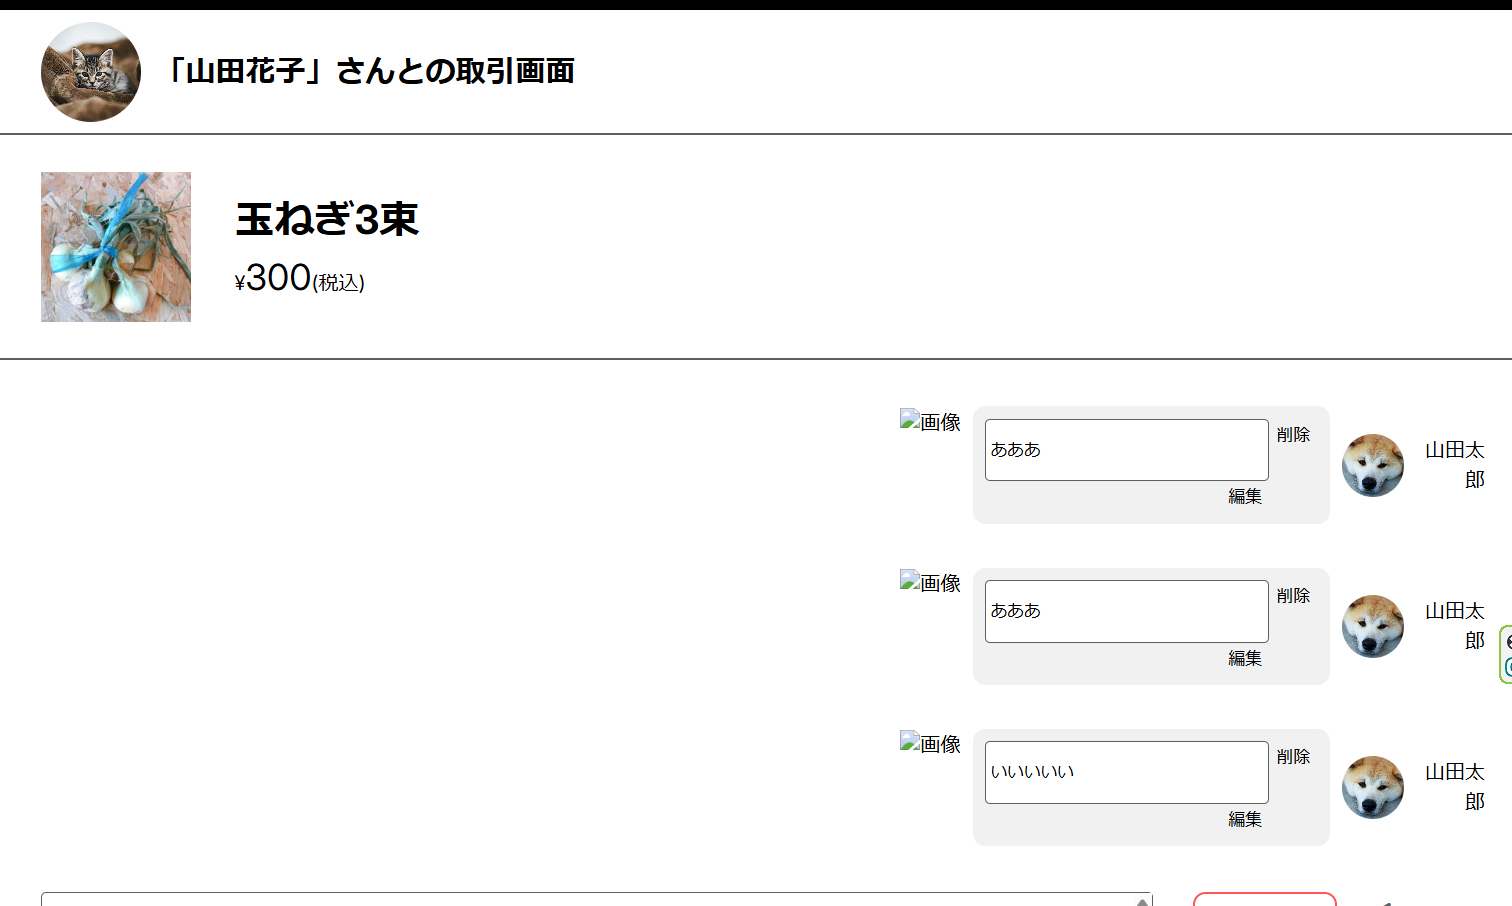 「山田花子」さんとの取引画面
玉ねぎ3束
¥300(税込)
画像
あああ
削除
編集
山田太
郎
画像
あああ
削除
編集
山田太
郎
画像
いいいいい
削除
編集
山田太
郎